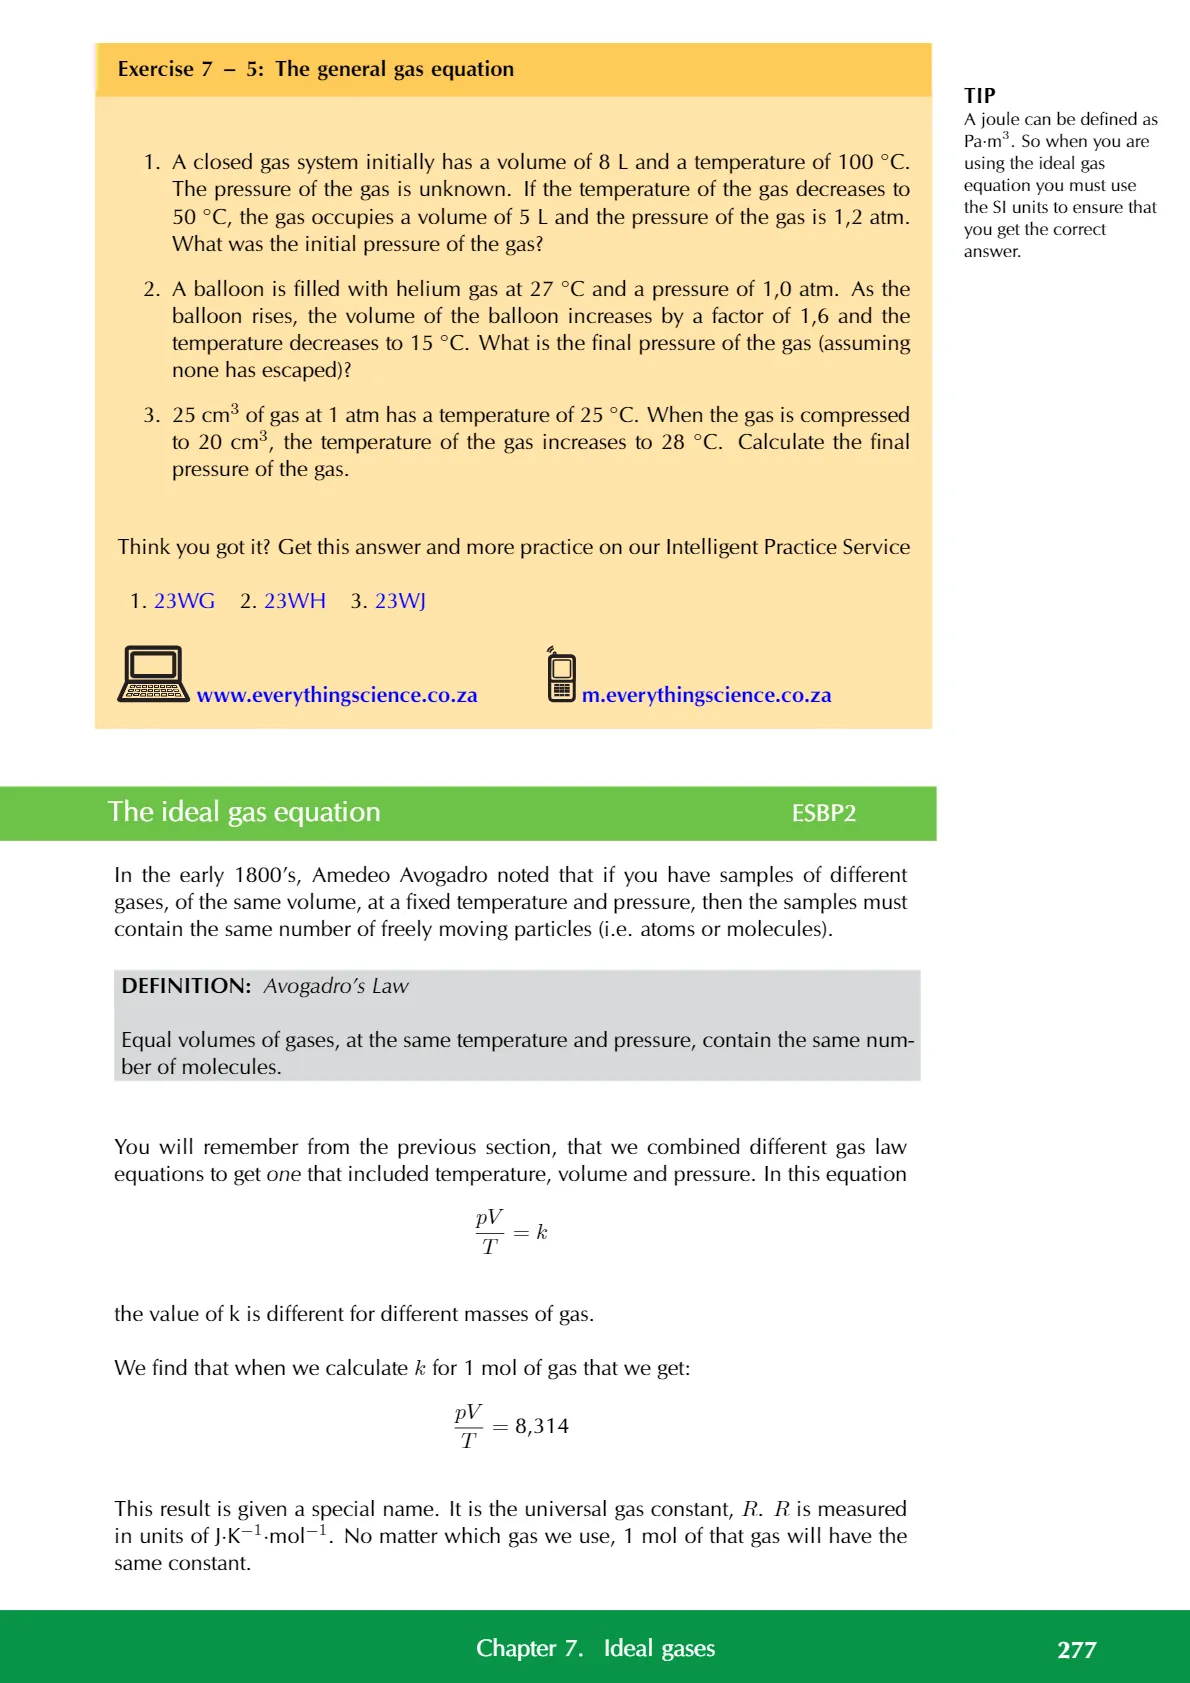 Exercise 7 – 5: The general gas equation
TIP
A joule can be defined as
Pa·m³. So when you are
using the ideal gas
equation you must use
the SI units to ensure that
you get the correct
answer.
1. A closed gas system initially has a volume of 8 L and a temperature of 100 °C.
The pressure of the gas is unknown. If the temperature of the gas decreases to
50 °C, the gas occupies a volume of 5 L and the pressure of the gas is 1,2 atm.
What was the initial pressure of the gas?
2. A balloon is filled with helium gas at 27 °C and a pressure of 1,0 atm. As the
balloon rises, the volume of the balloon increases by a factor of 1,6 and the
temperature decreases to 15 °C. What is the final pressure of the gas (assuming
none has escaped)?
3. 25 cm³ of gas at 1 atm has a temperature of 25 °C. When the gas is compressed
to 20 cm³, the temperature of the gas increases to 28 °C. Calculate the final
pressure of the gas.
Think you got it? Get this answer and more practice on our Intelligent Practice Service
1. 23WG 2. 23WH 3. 23WJ
www.everythingscience.co.za m.everythingscience.co.za
The ideal gas equation ESBP2
In the early 1800's, Amedeo Avogadro noted that if you have samples of different
gases, of the same volume, at a fixed temperature and pressure, then the samples must
contain the same number of freely moving particles (i.e. atoms or molecules).
DEFINITION: Avogadro's Law
Equal volumes of gases, at the same temperature and pressure, contain the same num-
ber of molecules.
You will remember from the previous section, that we combined different gas law
equations to get one that included temperature, volume and pressure. In this equation
pV/T = k
the value of k is different for different masses of gas.
We find that when we calculate k for 1 mol of gas that we get:
pV/T = 8,314
This result is given a special name. It is the universal gas constant, R. R is measured
in units of J·K⁻¹·mol⁻¹. No matter which gas we use, 1 mol of that gas will have the
same constant.
Chapter 7. Ideal gases 277